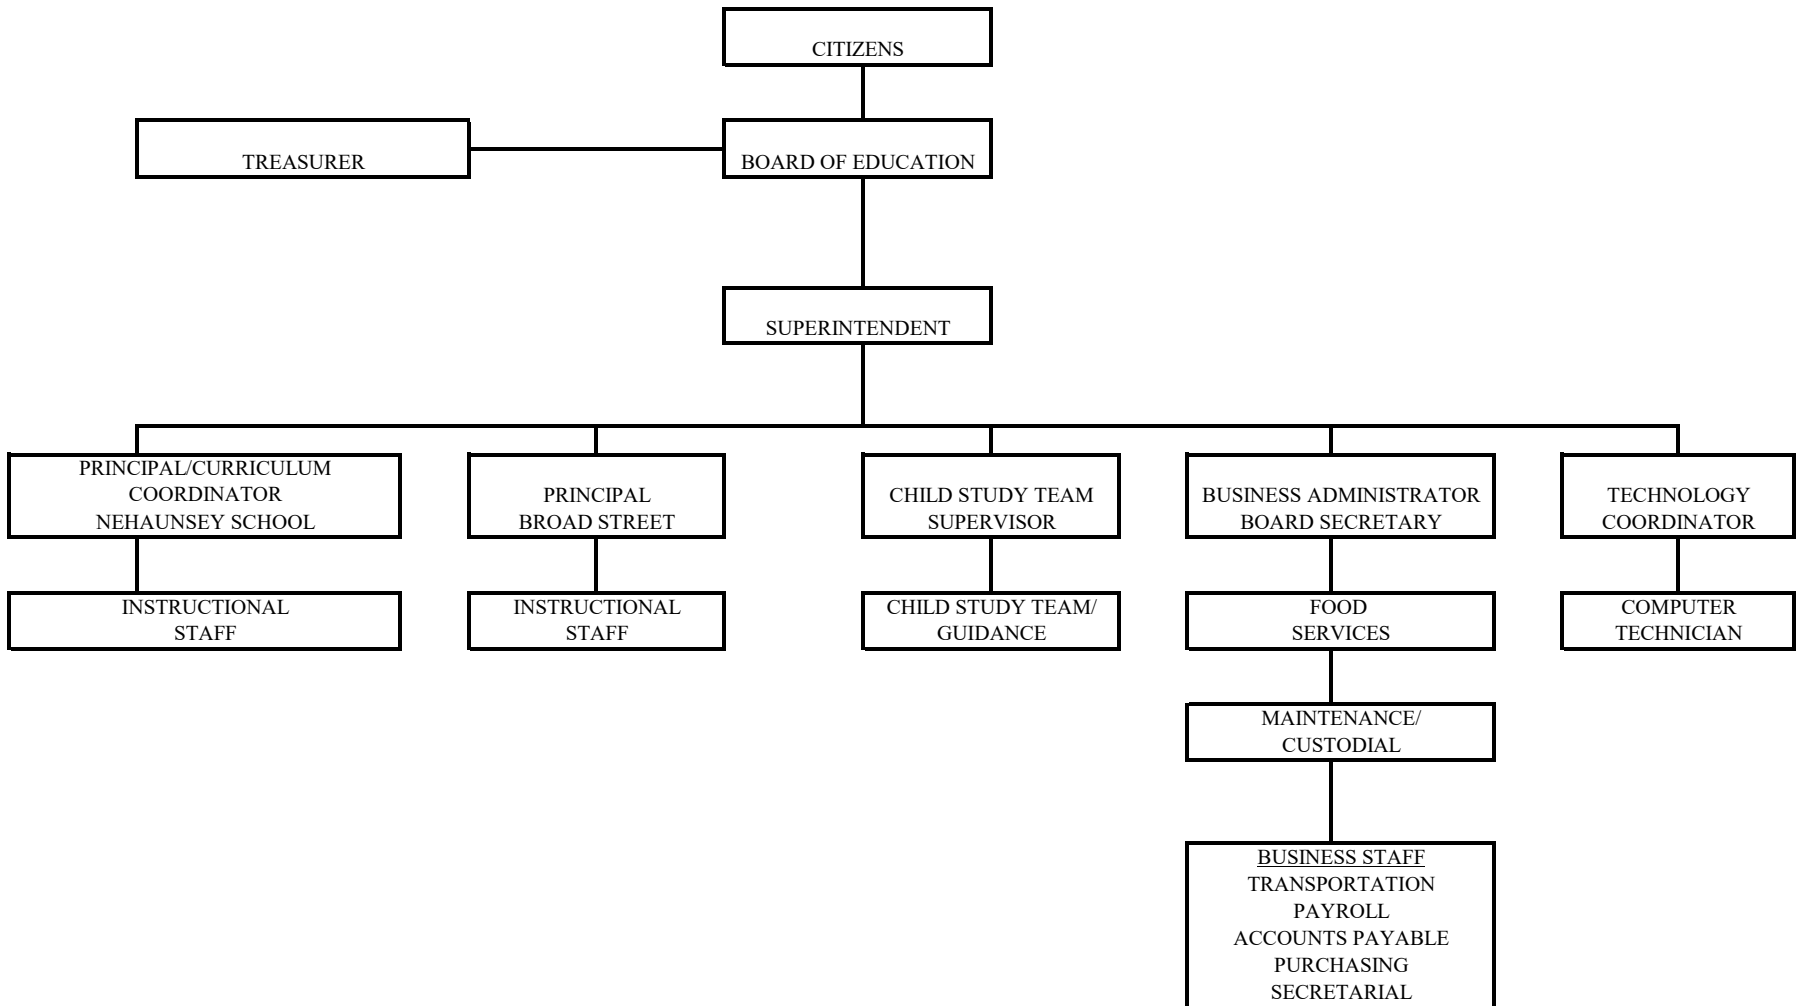 CITIZENS
TREASURER
BOARD OF EDUCATION
SUPERINTENDENT
PRINCIPAL/CURRICULUM
COORDINATOR
NEHAUNSEY SCHOOL
PRINCIPAL
BROAD STREET
CHILD STUDY TEAM
SUPERVISOR
BUSINESS ADMINISTRATOR
BOARD SECRETARY
TECHNOLOGY
COORDINATOR
INSTRUCTIONAL
STAFF
INSTRUCTIONAL
STAFF
CHILD STUDY TEAM/
GUIDANCE
FOOD
SERVICES
COMPUTER
TECHNICIAN
MAINTENANCE/
CUSTODIAL
BUSINESS STAFF
TRANSPORTATION
PAYROLL
ACCOUNTS PAYABLE
PURCHASING
SECRETARIAL